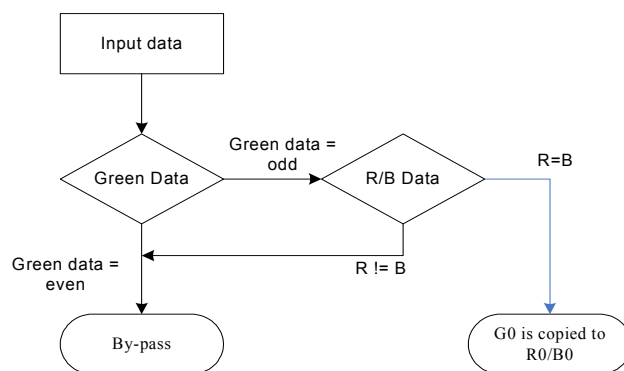 Input data
Green data =
odd
Green Data
R/B Data
R=B
Green data =
even
R != B
By-pass
G0 is copied to
R0/B0